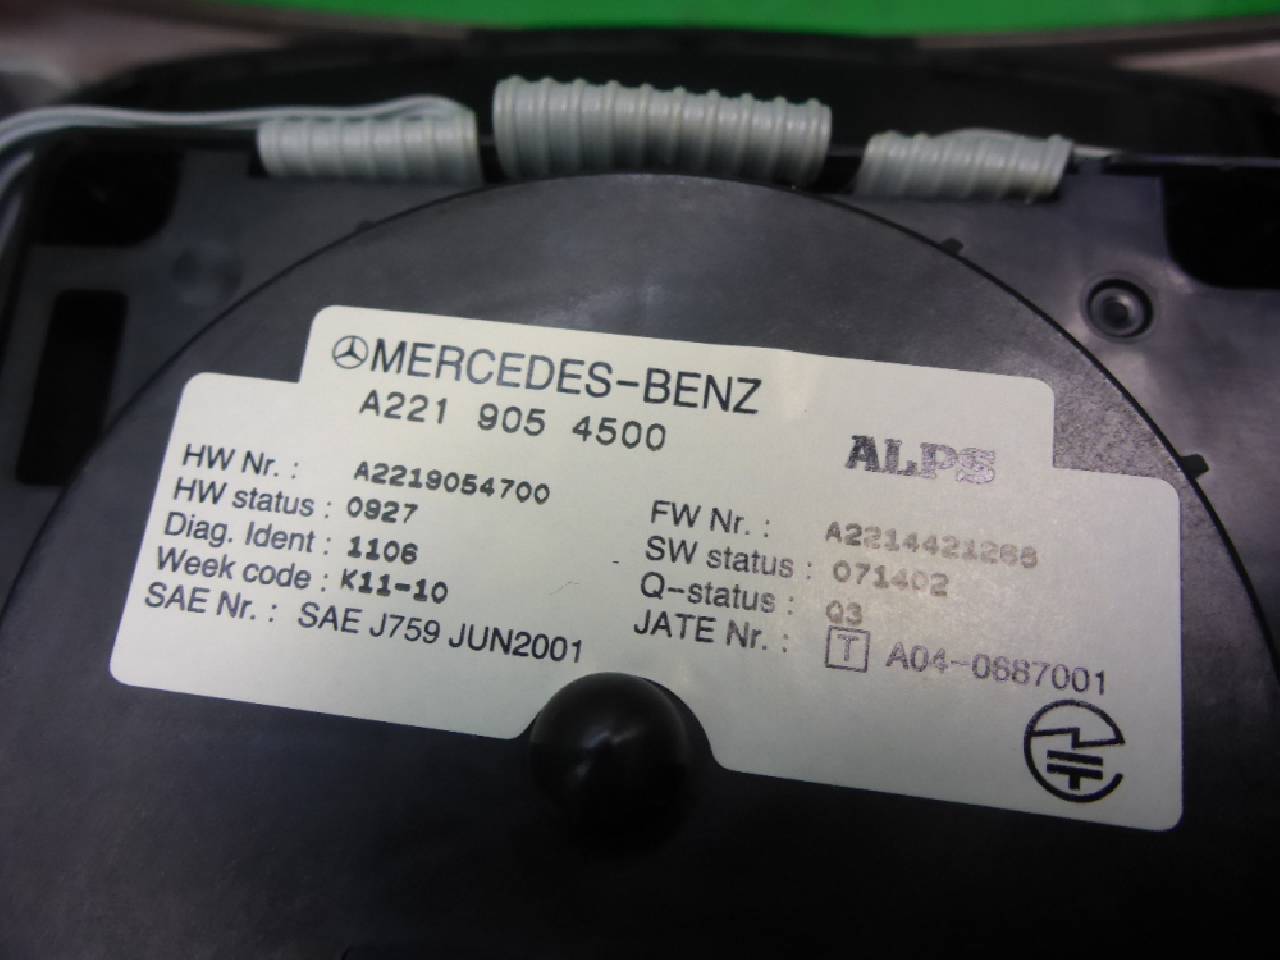 MERCEDES-BENZ
A221 905 4500
ALPS
HW Nr. : A2219054700
HW status : 0927
Diag. Ident : 1106
Week code : K11-10
SAE Nr. : SAE J759 JUN2001
FW Nr. : A2214421268
SW status : 071402
Q-status : Q3
JATE Nr. : T A04-0687001